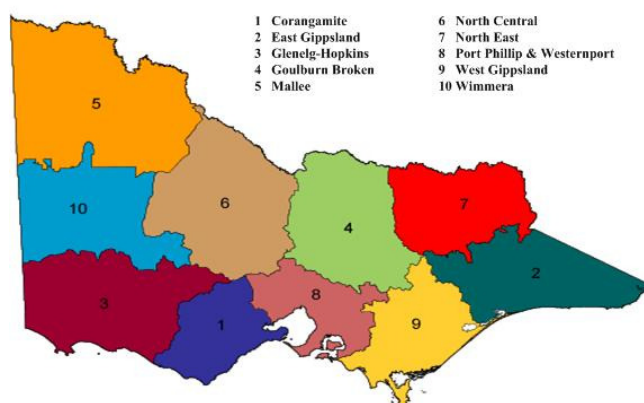 1 Corangamite
2 East Gippsland
3 Glenelg-Hopkins
4 Goulburn Broken
5 Mallee
6 North Central
7 North East
8 Port Phillip & Westernport
9 West Gippsland
10 Wimmera
5
10
6
4
7
2
3
1
8
9